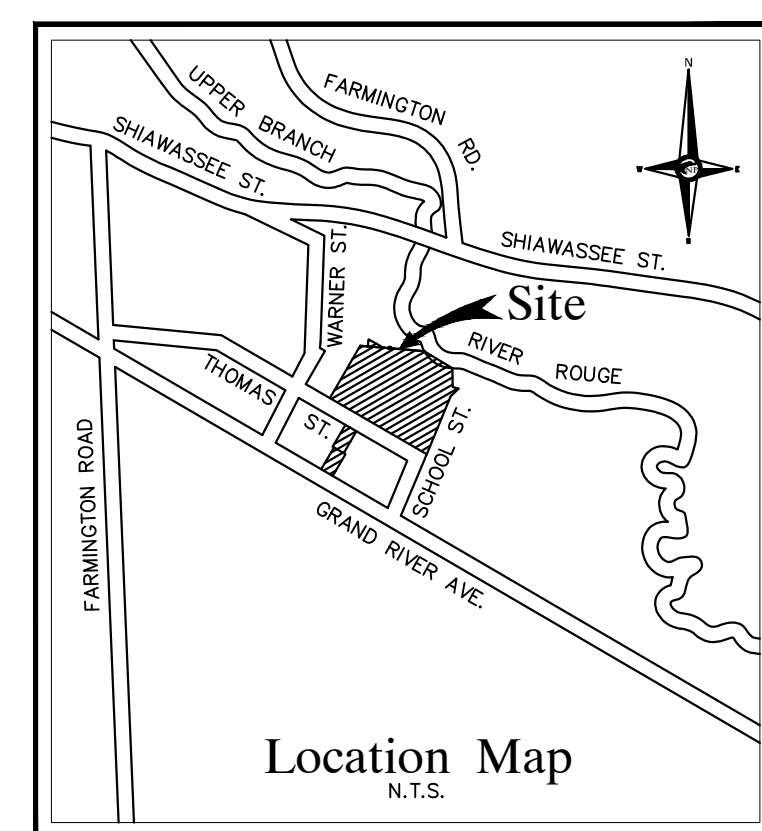 UPPER BRANCH
FARMINGTON RD.
N
W
E
NF
S
SHIAWASSEE ST.
SHIAWASSEE ST.
WARNER ST.
Site
RIVER ROUGE
THOMAS ST.
SCHOOL ST.
FARMINGTON ROAD
GRAND RIVER AVE.
Location Map
N.T.S.